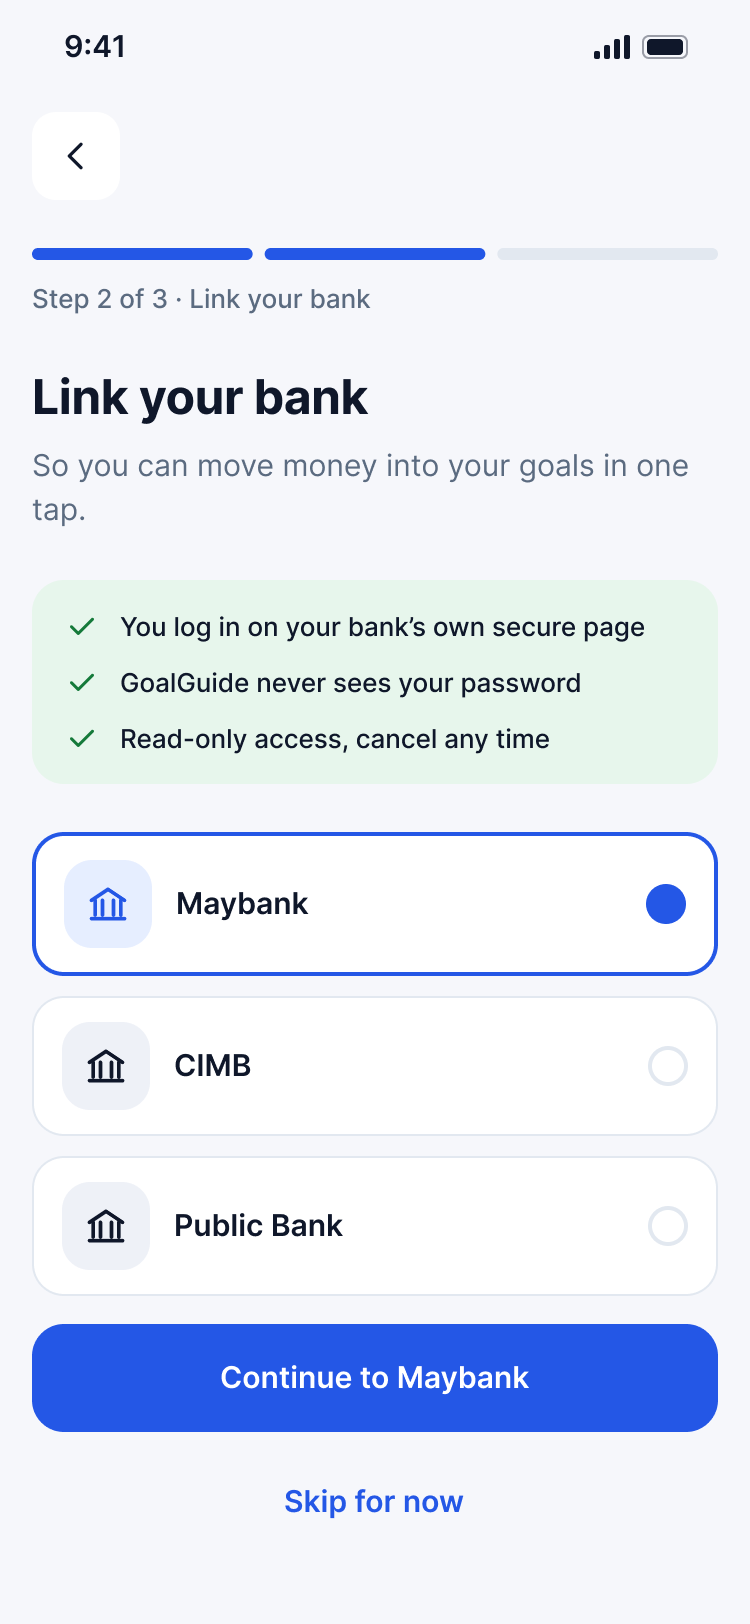 9:41
Step 2 of 3 · Link your bank
Link your bank
So you can move money into your goals in one
tap.
You log in on your bank’s own secure page
GoalGuide never sees your password
Read-only access, cancel any time
Maybank
CIMB
Public Bank
Continue to Maybank
Skip for now